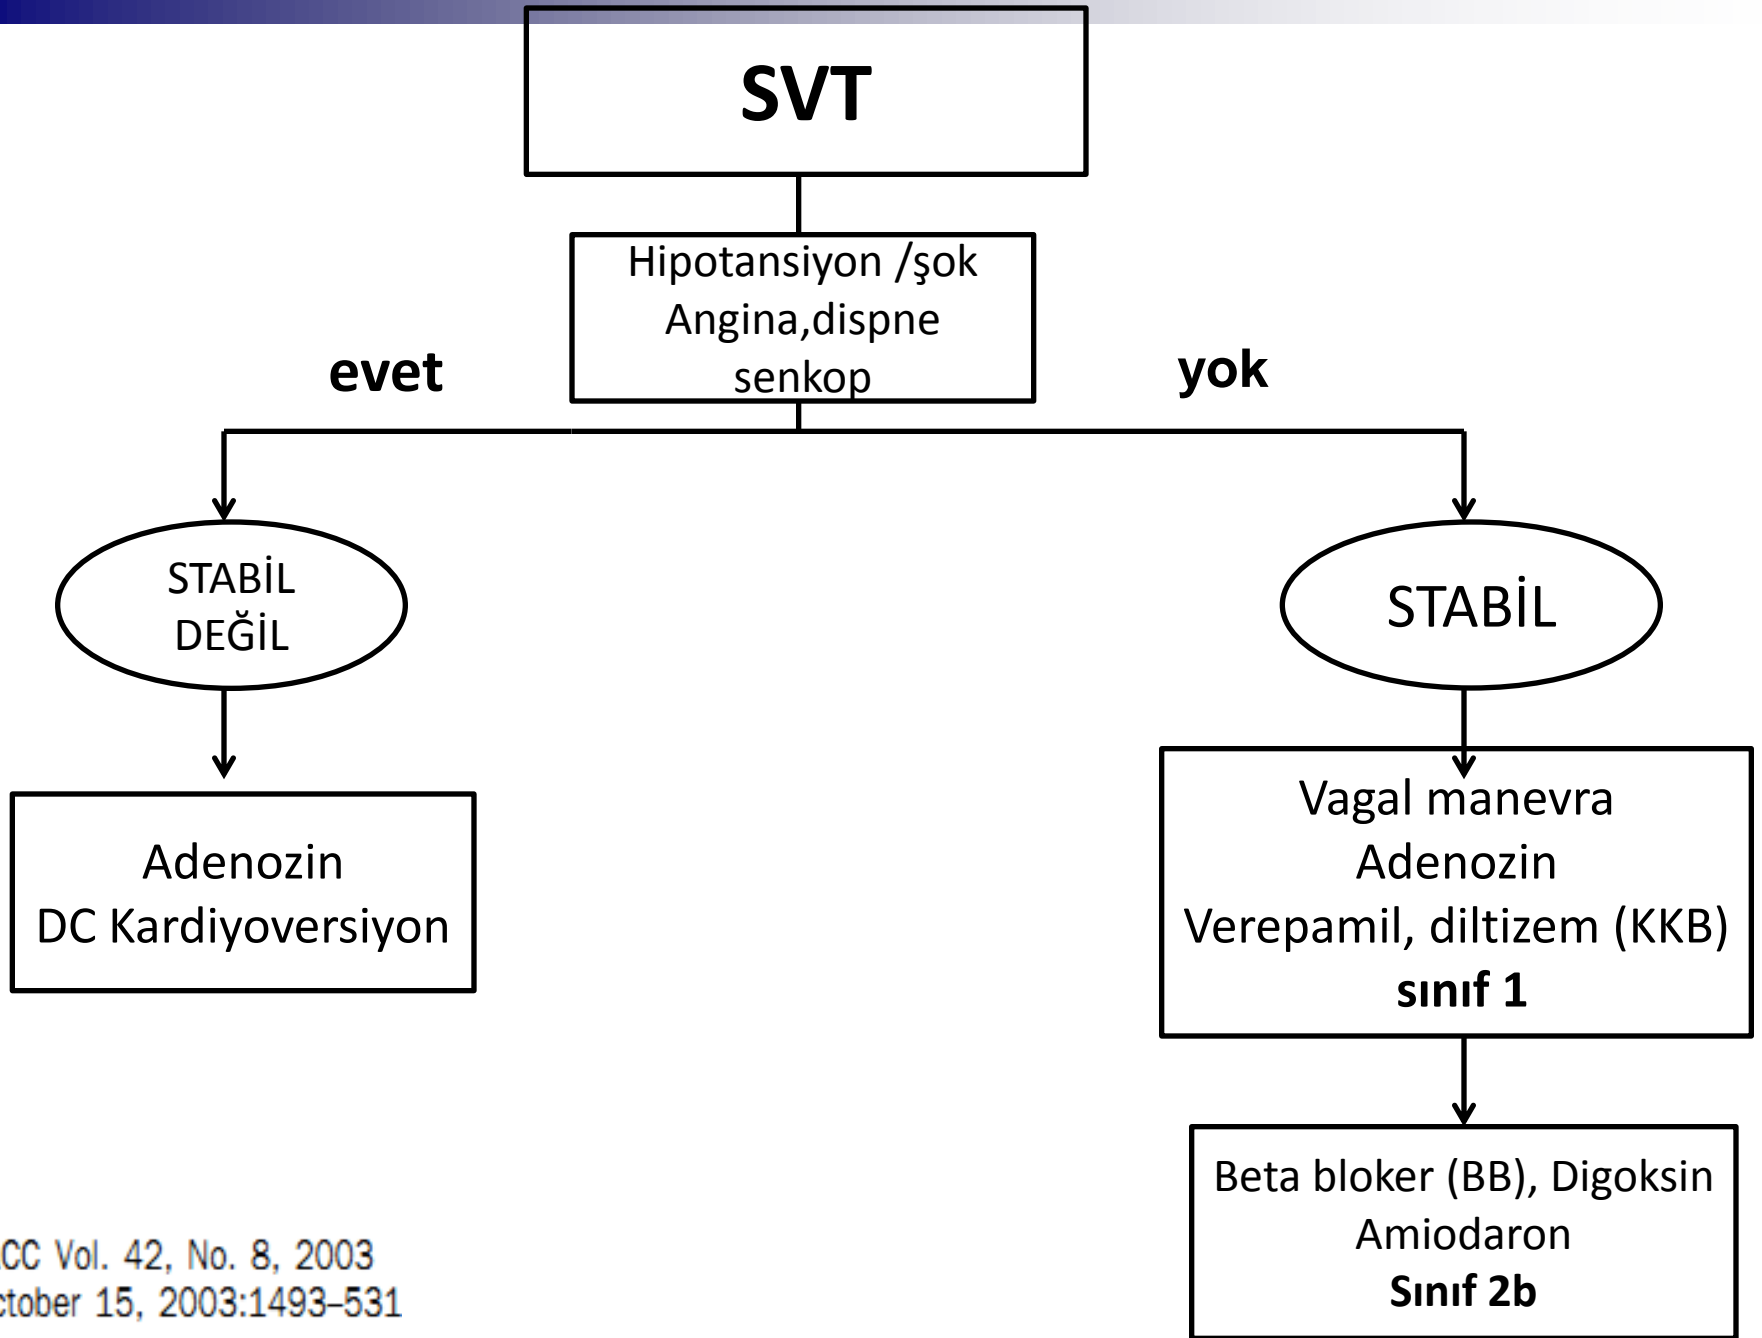 SVT
Hipotansiyon /şok
Angina,dispne
senkop
evet
yok
STABİL
DEĞİL
STABİL
Adenozin
DC Kardiyoversiyon
Vagal manevra
Adenozin
Verepamil, diltizem (KKB)
sınıf 1
Beta bloker (BB), Digoksin
Amiodaron
Sınıf 2b
CC Vol. 42, No. 8, 2003
ctober 15, 2003:1493–531